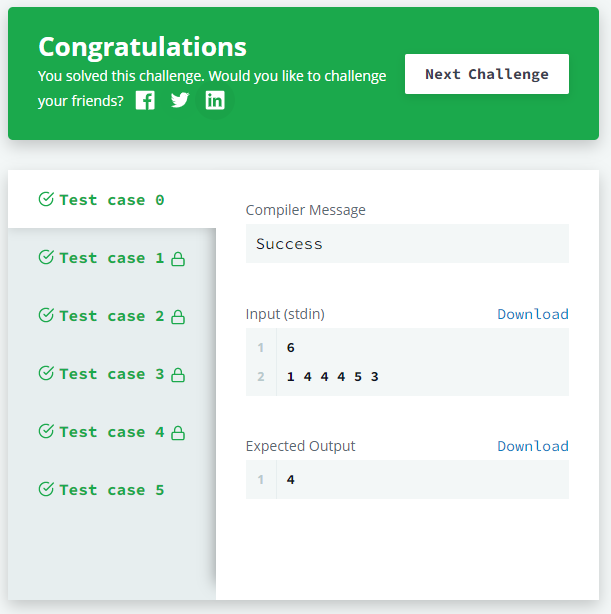 Congratulations
You solved this challenge. Would you like to challenge
your friends?
Next Challenge
Test case 0
Test case 1
Test case 2
Test case 3
Test case 4
Test case 5
Compiler Message
Success
Input (stdin) Download
1 6
2 1 4 4 4 5 3
Expected Output Download
1 4